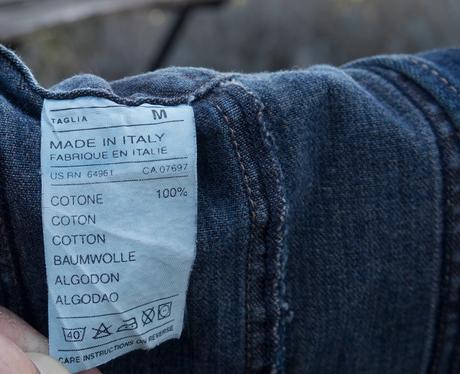 TAGLIA M
MADE IN ITALY
FABRIQUE EN ITALIE
US RN 64961 CA 07697
COTONE 100%
COTON
COTTON
BAUMWOLLE
ALGODON
ALGODAO
40
CARE INSTRUCTIONS ON REVERSE